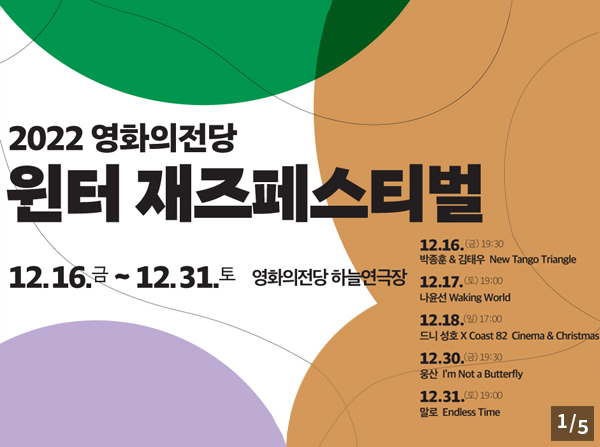 2022 영화의전당
윈터 재즈페스티벌
12.16.금 ~ 12.31.토 영화의전당 하늘연극장
12.16.(금) 19:30
박종훈 & 김태우 New Tango Triangle
12.17.(토) 19:00
나윤선 Waking World
12.18.(일) 17:00
드니 성호 X Coast 82 Cinema & Christmas
12.30.(금) 19:30
웅산 I'm Not a Butterfly
12.31.(토) 19:00
말로 Endless Time
1/5